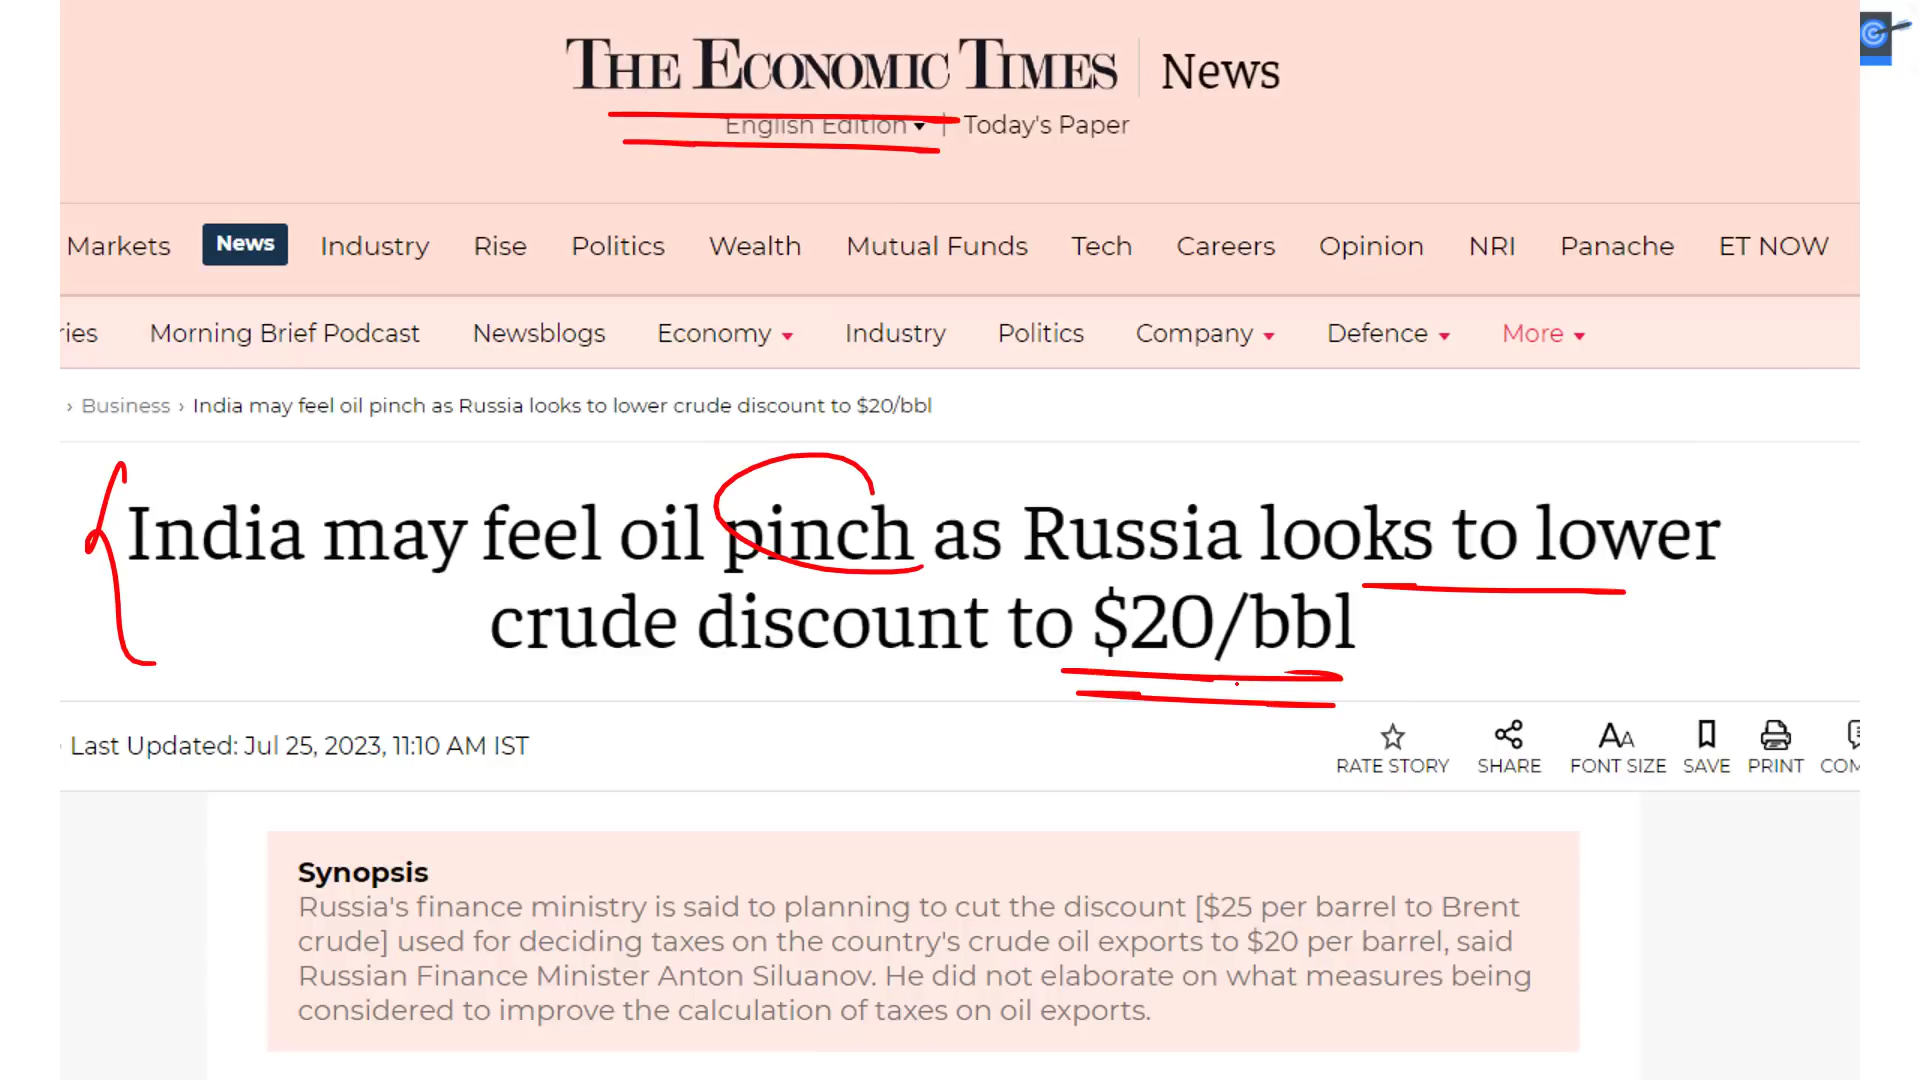 THE ECONOMIC TIMES | News
English Edition ▾ | Today's Paper
Markets News Industry Rise Politics Wealth Mutual Funds Tech Careers Opinion NRI Panache ET NOW
ries Morning Brief Podcast Newsblogs Economy ▾ Industry Politics Company ▾ Defence ▾ More ▾
› Business › India may feel oil pinch as Russia looks to lower crude discount to $20/bbl
India may feel oil pinch as Russia looks to lower
crude discount to $20/bbl
Last Updated: Jul 25, 2023, 11:10 AM IST
RATE STORY SHARE FONT SIZE SAVE PRINT COM
Synopsis
Russia's finance ministry is said to planning to cut the discount [$25 per barrel to Brent
crude] used for deciding taxes on the country's crude oil exports to $20 per barrel, said
Russian Finance Minister Anton Siluanov. He did not elaborate on what measures being
considered to improve the calculation of taxes on oil exports.